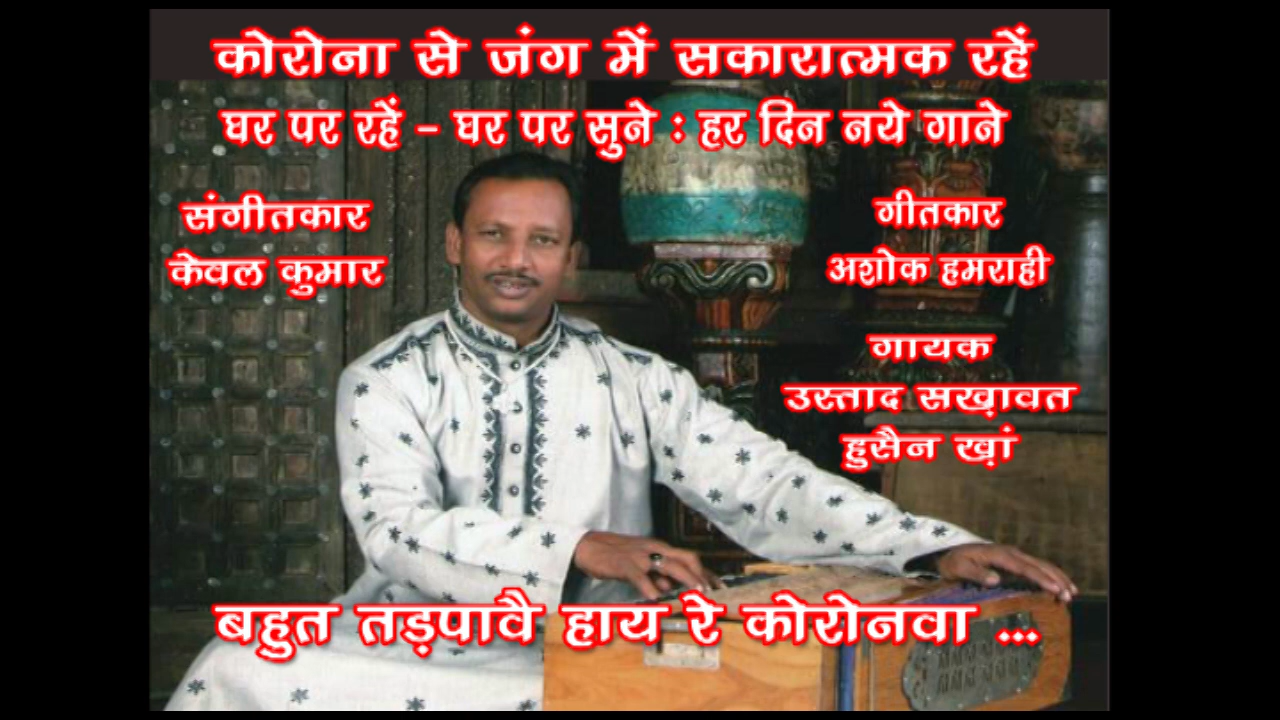 कोरोना से जंग में सकारात्मक रहें
घर पर रहें - घर पर सुने : हर दिन नये गाने
संगीतकार
केवल कुमार
गीतकार
अशोक हमराही
गायक
उस्ताद सख़ावत
हुसैन ख़ां
बहुत तड़पावै हाय रे कोरोनवा ...